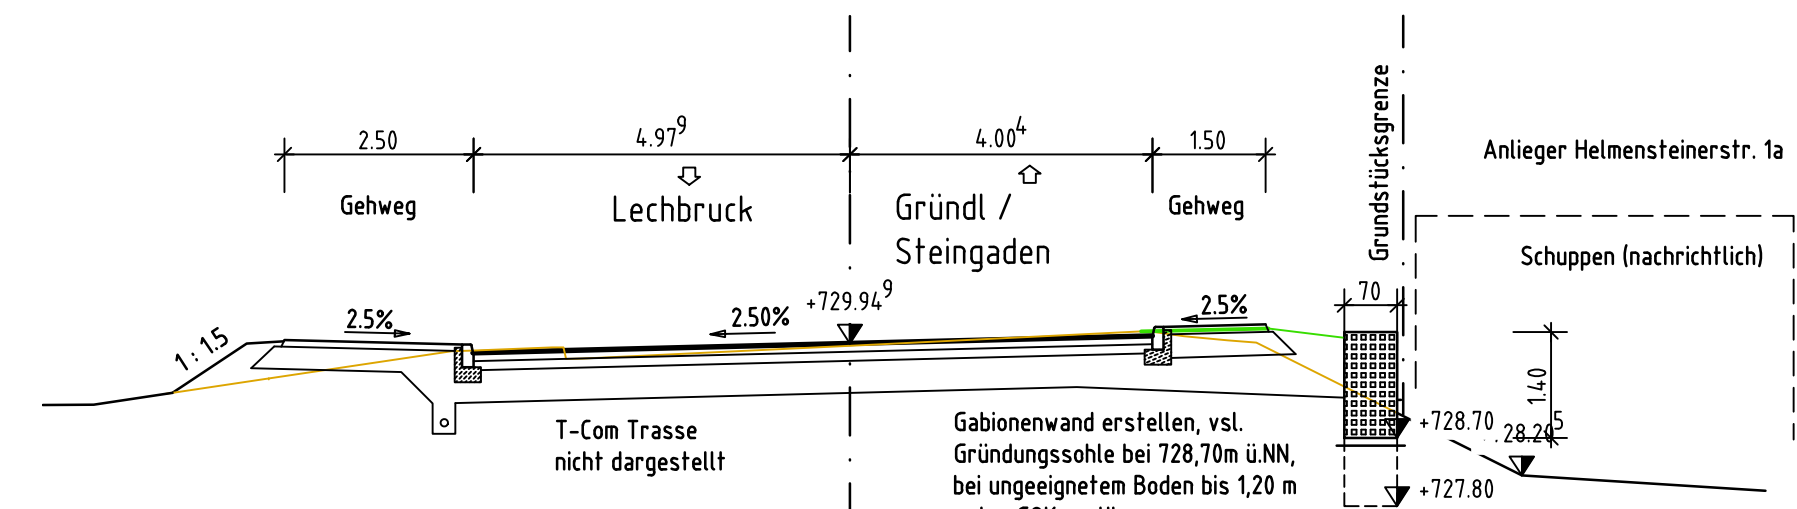 2.50
4.97⁹
4.00⁴
1.50
Grundstücksgrenze
Anlieger Helmensteinerstr. 1a
Gehweg
Lechbruck
Gründl /
Steingaden
Gehweg
Schuppen (nachrichtlich)
1 : 1.5
2.5%
2.50%
+729.94⁹
2.5%
70
1.40
T-Com Trasse
nicht dargestellt
Gabionenwand erstellen, vsl.
Gründungssohle bei 728,70m ü.NN,
bei ungeeignetem Boden bis 1,20 m
+728.70
28.20⁵
+727.80